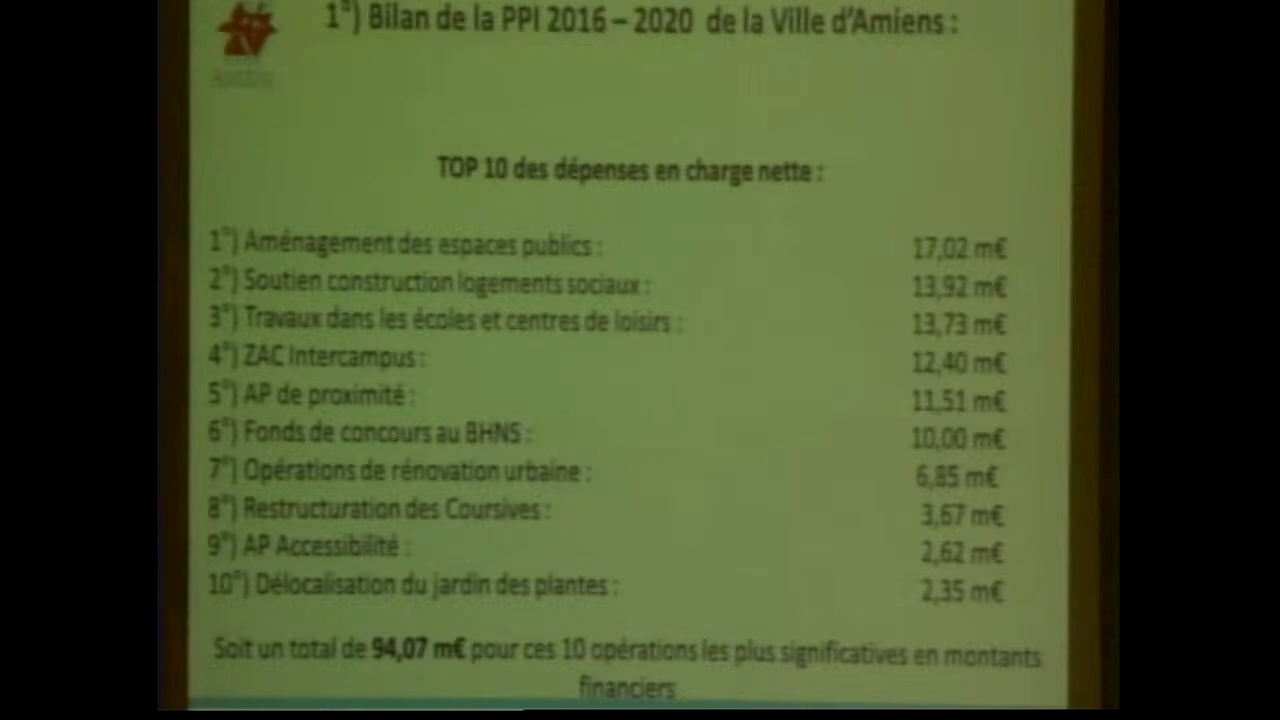 1°) Bilan de la PPI 2016 – 2020 de la Ville d'Amiens :
TOP 10 des dépenses en charge nette :
1°) Aménagement des espaces publics : 17,02 m€
2°) Soutien construction logements sociaux : 13,92 m€
3°) Travaux dans les écoles et centres de loisirs : 13,73 m€
4°) ZAC Intercampus : 12,40 m€
5°) AP de proximité : 11,51 m€
6°) Fonds de concours au BHNS : 10,00 m€
7°) Opérations de rénovation urbaine : 6,85 m€
8°) Restructuration des Coursives : 3,67 m€
9°) AP Accessibilité : 2,62 m€
10°) Délocalisation du jardin des plantes : 2,35 m€
Soit un total de 94,07 m€ pour ces 10 opérations les plus significatives en montants
financiers